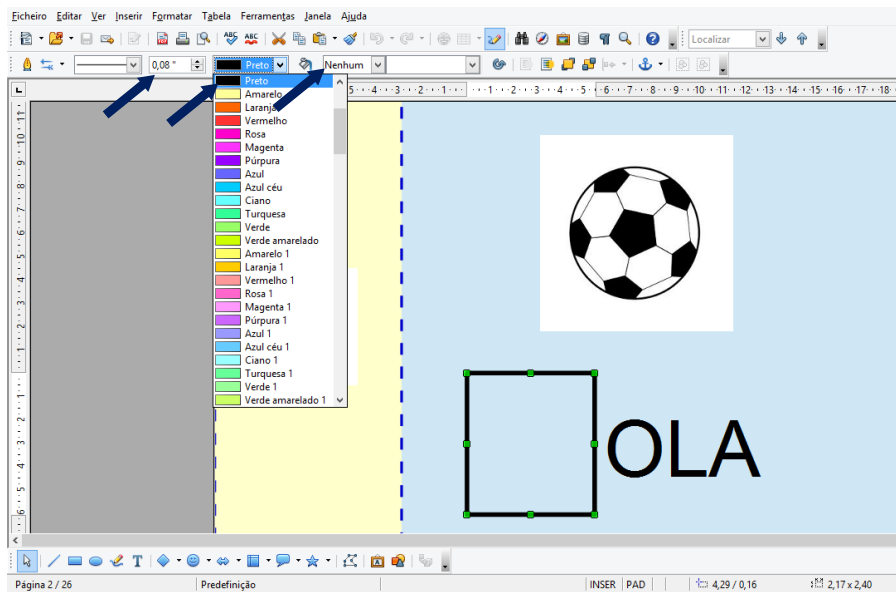 Ficheiro Editar Ver Inserir Formatar Tabela Ferramentas Janela Ajuda
Localizar
0,08 " Preto Nenhum
Preto
Amarelo
Laranja
Vermelho
Rosa
Magenta
Púrpura
Azul
Azul céu
Ciano
Turquesa
Verde
Verde amarelado
Amarelo 1
Laranja 1
Vermelho 1
Rosa 1
Magenta 1
Púrpura 1
Azul 1
Azul céu 1
Ciano 1
Turquesa 1
Verde 1
Verde amarelado 1
OLA
Página 2 / 26 Predefinição INSER PAD 4,29 / 0,16 2,17 x 2,40